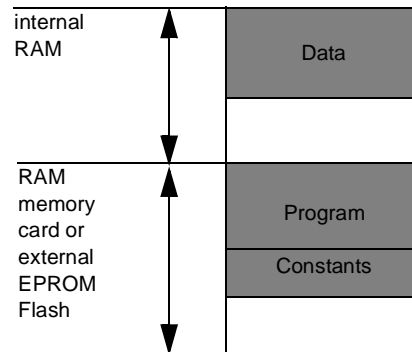 internal
RAM
Data
RAM
memory
card or
external
EPROM
Flash
Program
Constants